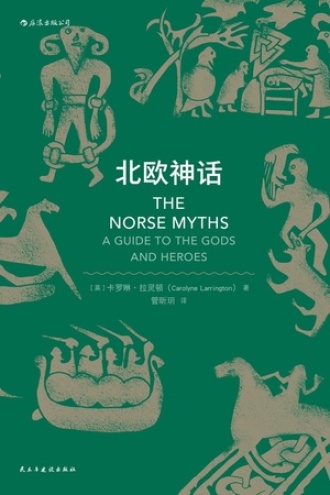 后浪出版公司
北欧神话
THE
NORSE MYTHS
A GUIDE TO THE GODS
AND HEROES
［英］卡罗琳·拉灵顿（Carolyne Larrington） 著
管昕玥 译
民主与建设出版社